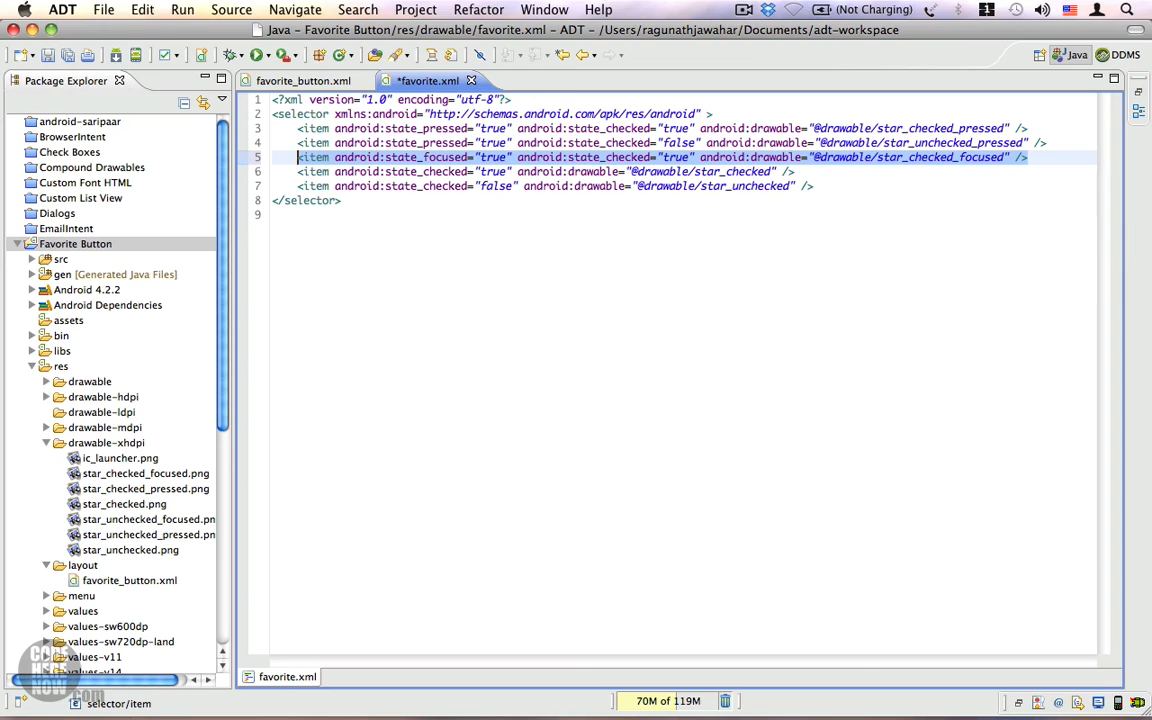 ADT File Edit Run Source Navigate Search Project Refactor Window Help (Not Charging) 1
Java - Favorite Button/res/drawable/favorite.xml - ADT - /Users/ragunathjawahar/Documents/adt-workspace
Java DDMS
Package Explorer
favorite_button.xml
*favorite.xml
android-saripaar
BrowserIntent
Check Boxes
Compound Drawables
Custom Font HTML
Custom List View
Dialogs
EmailIntent
Favorite Button
src
gen [Generated Java Files]
Android 4.2.2
Android Dependencies
assets
bin
libs
res
drawable
drawable-hdpi
drawable-ldpi
drawable-mdpi
drawable-xhdpi
ic_launcher.png
star_checked_focused.png
star_checked_pressed.png
star_checked.png
star_unchecked_focused.pn
star_unchecked_pressed.pn
star_unchecked.png
layout
favorite_button.xml
menu
values
values-sw600dp
values-sw720dp-land
values-v11
values-v14
1 <?xml version="1.0" encoding="utf-8"?>
2 <selector xmlns:android="http://schemas.android.com/apk/res/android" >
3 <item android:state_pressed="true" android:state_checked="true" android:drawable="@drawable/star_checked_pressed" />
4 <item android:state_pressed="true" android:state_checked="false" android:drawable="@drawable/star_unchecked_pressed" />
5 <item android:state_focused="true" android:state_checked="true" android:drawable="@drawable/star_checked_focused" />
6 <item android:state_checked="true" android:drawable="@drawable/star_checked" />
7 <item android:state_checked="false" android:drawable="@drawable/star_unchecked" />
8 </selector>
9
favorite.xml
CODE
HERE
NOW
.com
selector/item
70M of 119M